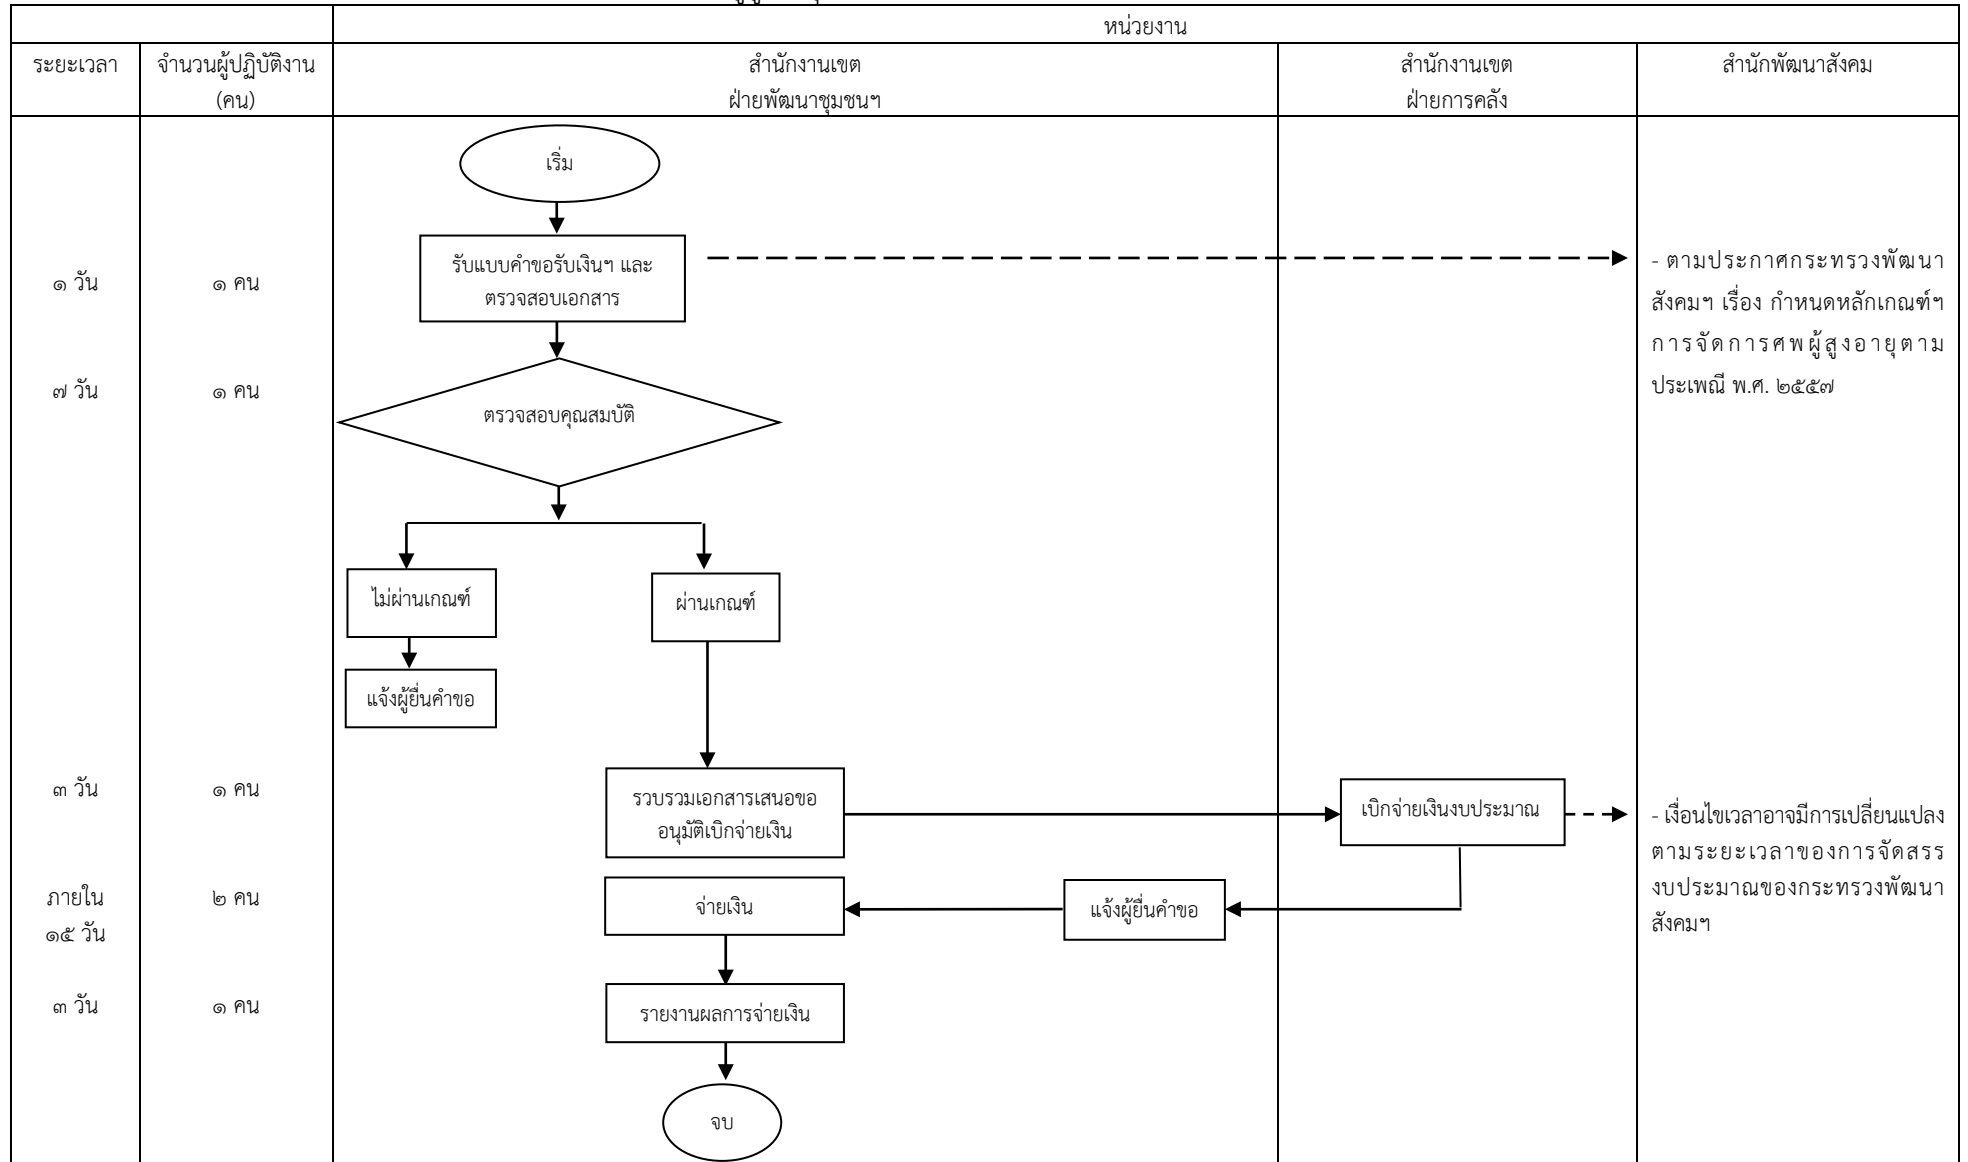 หน่วยงาน
ระยะเวลา
จำนวนผู้ปฏิบัติงาน
(คน)
สำนักงานเขต
ฝ่ายพัฒนาชุมชนฯ
สำนักงานเขต
ฝ่ายการคลัง
สำนักพัฒนาสังคม
เริ่ม
๑ วัน
๑ คน
รับแบบคำขอรับเงินฯ และ
ตรวจสอบเอกสาร
- ตามประกาศกระทรวงพัฒนา
สังคมฯ เรื่อง กำหนดหลักเกณฑ์ฯ
การจัดการศพผู้สูงอายุตาม
ประเพณี พ.ศ. ๒๕๕๗
๗ วัน
๑ คน
ตรวจสอบคุณสมบัติ
ไม่ผ่านเกณฑ์
ผ่านเกณฑ์
แจ้งผู้ยื่นคำขอ
๓ วัน
๑ คน
รวบรวมเอกสารเสนอขอ
อนุมัติเบิกจ่ายเงิน
เบิกจ่ายเงินงบประมาณ
- เงื่อนไขเวลาอาจมีการเปลี่ยนแปลง
ตามระยะเวลาของการจัดสรร
งบประมาณของกระทรวงพัฒนา
สังคมฯ
ภายใน
๑๕ วัน
๒ คน
จ่ายเงิน
แจ้งผู้ยื่นคำขอ
๓ วัน
๑ คน
รายงานผลการจ่ายเงิน
จบ